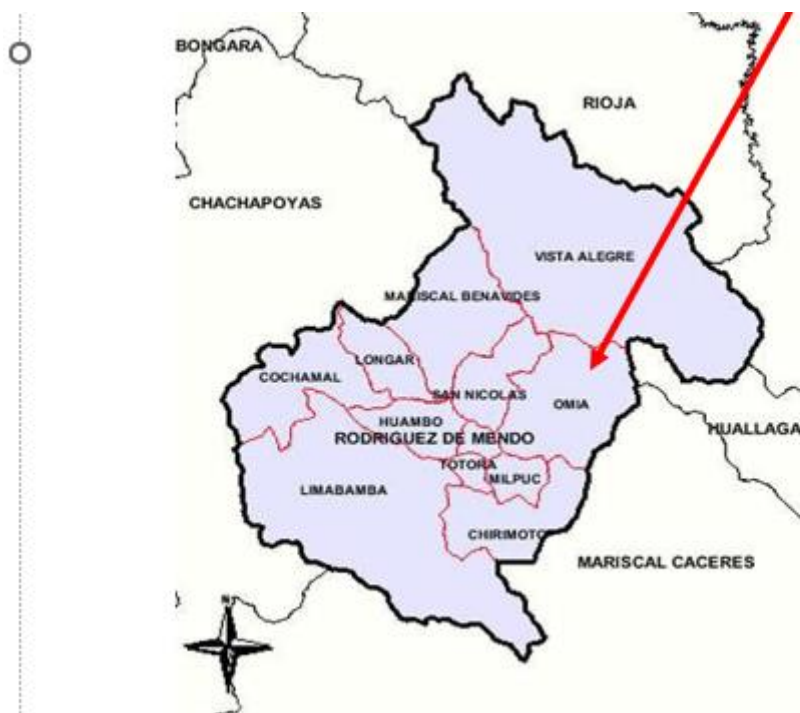 BONGARA
RIOJA
CHACHAPOYAS
VISTA ALEGRE
MARISCAL BENAVIDES
LONGAR
COCHAMAL
SAN NICOLAS
OMIA
HUAMBO
HUALLAGA
RODRIGUEZ DE MENDO
TOTORA
MILPUC
LIMABAMBA
CHIRIMOTO
MARISCAL CACERES
N